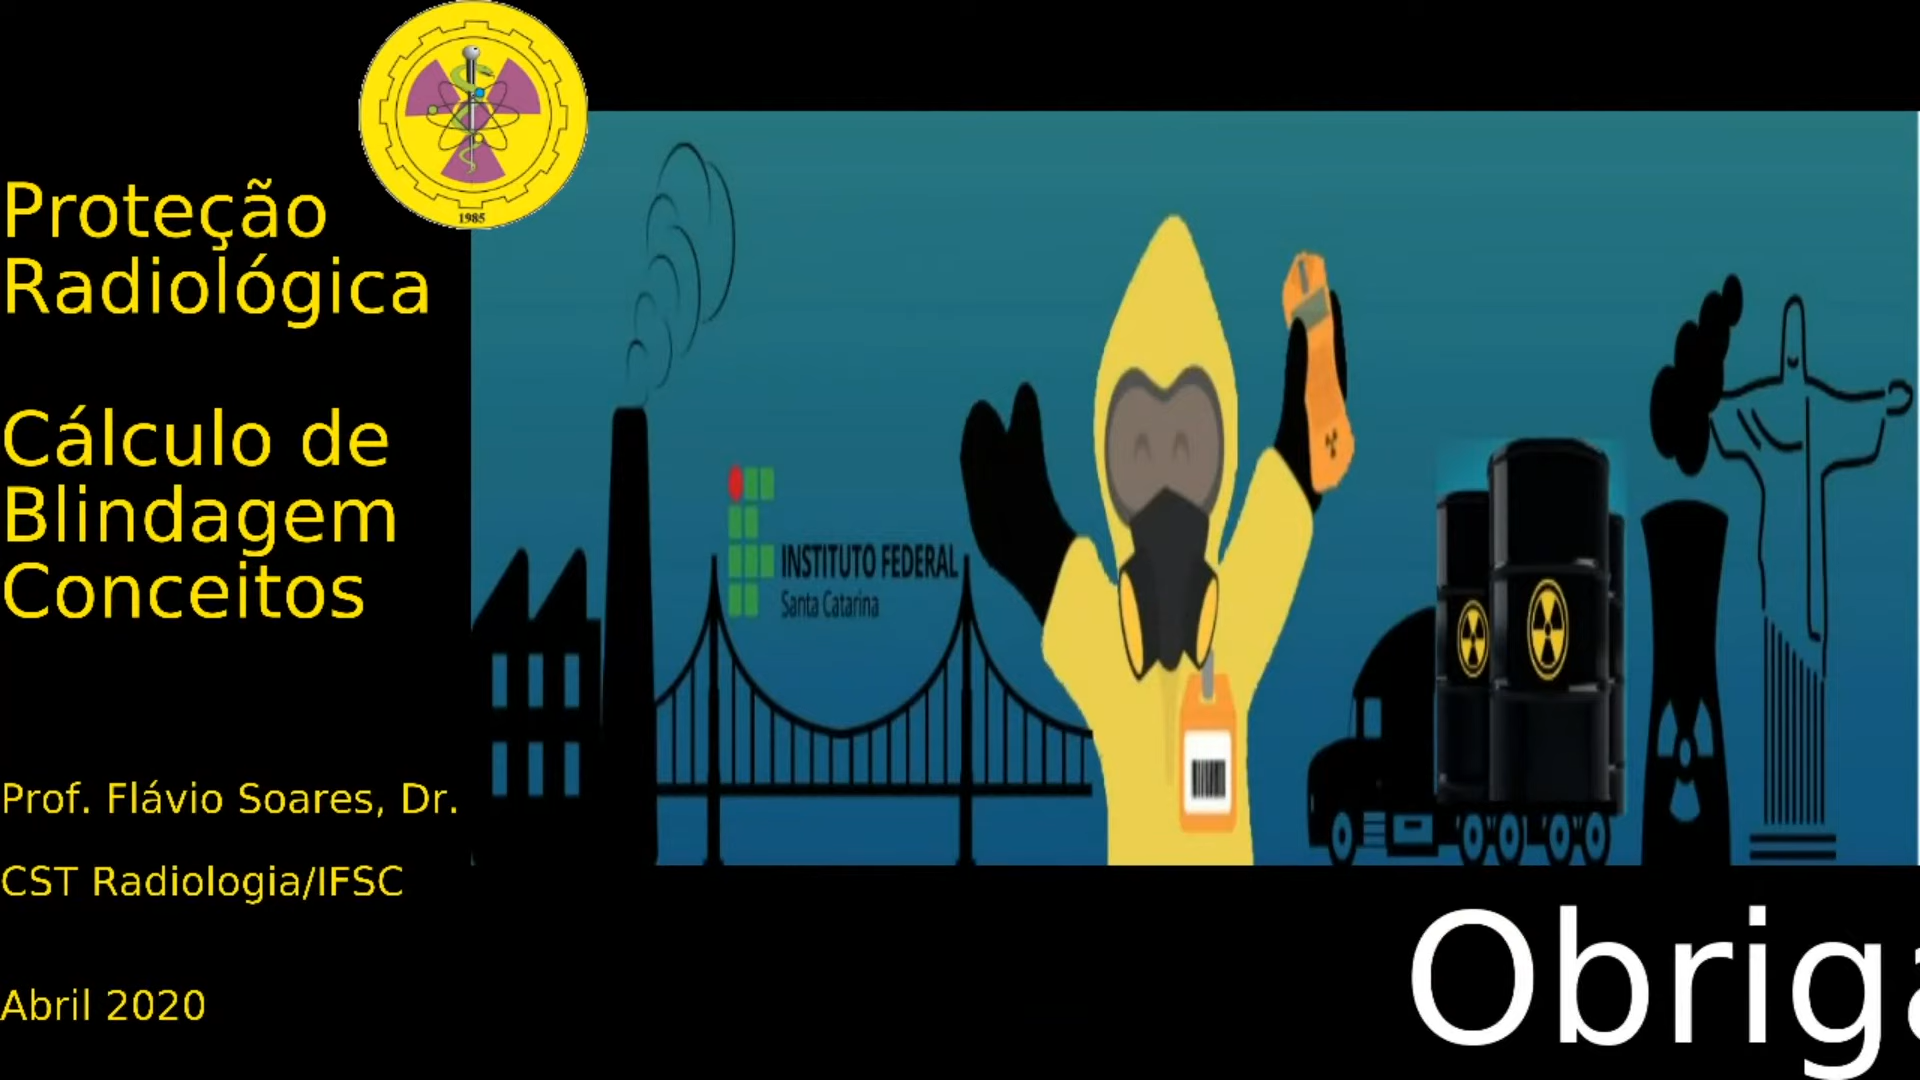 1985
Proteção
Radiológica
Cálculo de
Blindagem
Conceitos
Prof. Flávio Soares, Dr.
CST Radiologia/IFSC
Abril 2020
INSTITUTO FEDERAL
Santa Catarina
Obriga